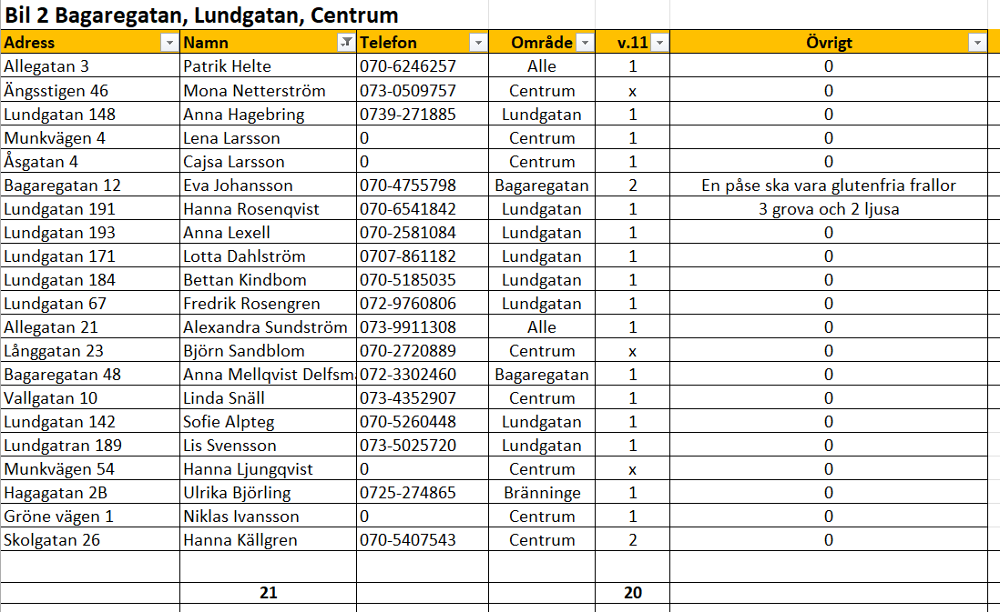 Bil 2 Bagaregatan, Lundgatan, Centrum
Adress Namn Telefon Område v.11 Övrigt
Allegatan 3 Patrik Helte 070-6246257 Alle 1 0
Ängsstigen 46 Mona Netterström 073-0509757 Centrum x 0
Lundgatan 148 Anna Hagebring 0739-271885 Lundgatan 1 0
Munkvägen 4 Lena Larsson 0 Centrum 1 0
Åsgatan 4 Cajsa Larsson 0 Centrum 1 0
Bagaregatan 12 Eva Johansson 070-4755798 Bagaregatan 2 En påse ska vara glutenfria frallor
Lundgatan 191 Hanna Rosenqvist 070-6541842 Lundgatan 1 3 grova och 2 ljusa
Lundgatan 193 Anna Lexell 070-2581084 Lundgatan 1 0
Lundgatan 171 Lotta Dahlström 0707-861182 Lundgatan 1 0
Lundgatan 184 Bettan Kindbom 070-5185035 Lundgatan 1 0
Lundgatan 67 Fredrik Rosengren 072-9760806 Lundgatan 1 0
Allegatan 21 Alexandra Sundström 073-9911308 Alle 1 0
Långgatan 23 Björn Sandblom 070-2720889 Centrum x 0
Bagaregatan 48 Anna Mellqvist Delfsm 072-3302460 Bagaregatan 1 0
Vallgatan 10 Linda Snäll 073-4352907 Centrum 1 0
Lundgatan 142 Sofie Alpteg 070-5260448 Lundgatan 1 0
Lundgatran 189 Lis Svensson 073-5025720 Lundgatan 1 0
Munkvägen 54 Hanna Ljungqvist 0 Centrum x 0
Hagagatan 2B Ulrika Björling 0725-274865 Bränninge 1 0
Gröne vägen 1 Niklas Ivansson 0 Centrum 1 0
Skolgatan 26 Hanna Källgren 070-5407543 Centrum 2 0
21 20